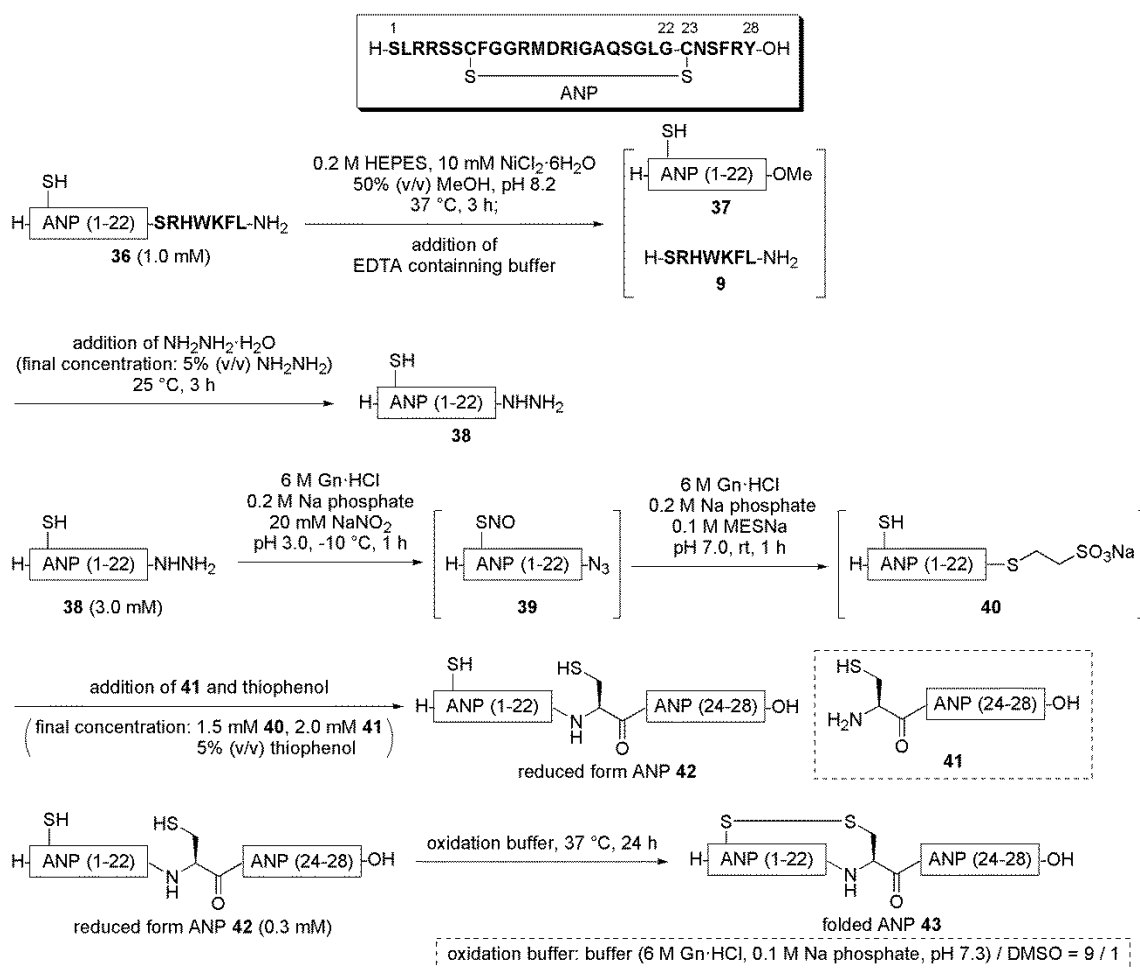 1 22 23 28
H-SLRRSSCFGGRMDRIGAQSGLG-CNSFRY-OH
S S
ANP
SH
H- ANP (1-22) -SRHWKFL-NH2
36 (1.0 mM)
0.2 M HEPES, 10 mM NiCl2·6H2O
50% (v/v) MeOH, pH 8.2
37 °C, 3 h;
addition of
EDTA containning buffer
SH
H- ANP (1-22) -OMe
37
H-SRHWKFL-NH2
9
addition of NH2NH2·H2O
(final concentration: 5% (v/v) NH2NH2)
25 °C, 3 h
SH
H- ANP (1-22) -NHNH2
38
SH
H- ANP (1-22) -NHNH2
38 (3.0 mM)
6 M Gn·HCl
0.2 M Na phosphate
20 mM NaNO2
pH 3.0, -10 °C, 1 h
SNO
H- ANP (1-22) -N3
39
6 M Gn·HCl
0.2 M Na phosphate
0.1 M MESNa
pH 7.0, rt, 1 h
SH
H- ANP (1-22) -S SO3Na
40
addition of 41 and thiophenol
(final concentration: 1.5 mM 40, 2.0 mM 41
5% (v/v) thiophenol)
SH HS
H- ANP (1-22) N H O ANP (24-28) -OH
reduced form ANP 42
HS
H2N O ANP (24-28) -OH
41
SH HS
H- ANP (1-22) N H O ANP (24-28) -OH
reduced form ANP 42 (0.3 mM)
oxidation buffer, 37 °C, 24 h
S S
H- ANP (1-22) N H O ANP (24-28) -OH
folded ANP 43
oxidation buffer: buffer (6 M Gn·HCl, 0.1 M Na phosphate, pH 7.3) / DMSO = 9 / 1